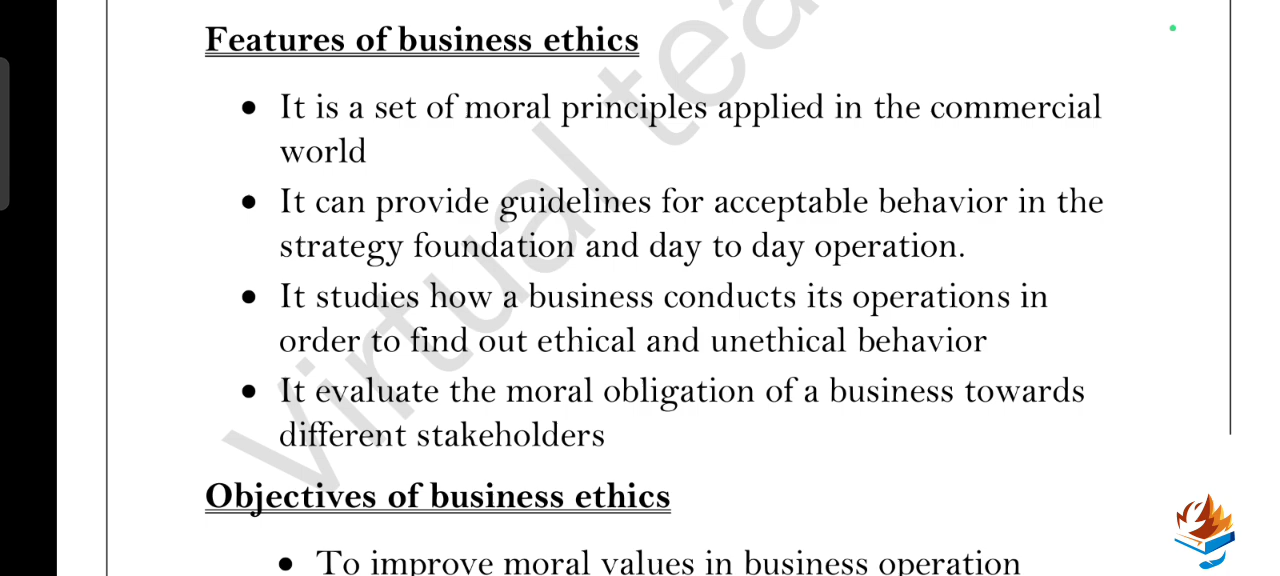 Features of business ethics
• It is a set of moral principles applied in the commercial
world
• It can provide guidelines for acceptable behavior in the
strategy foundation and day to day operation.
• It studies how a business conducts its operations in
order to find out ethical and unethical behavior
• It evaluate the moral obligation of a business towards
different stakeholders
Objectives of business ethics
• To improve moral values in business operation
Virtual tea